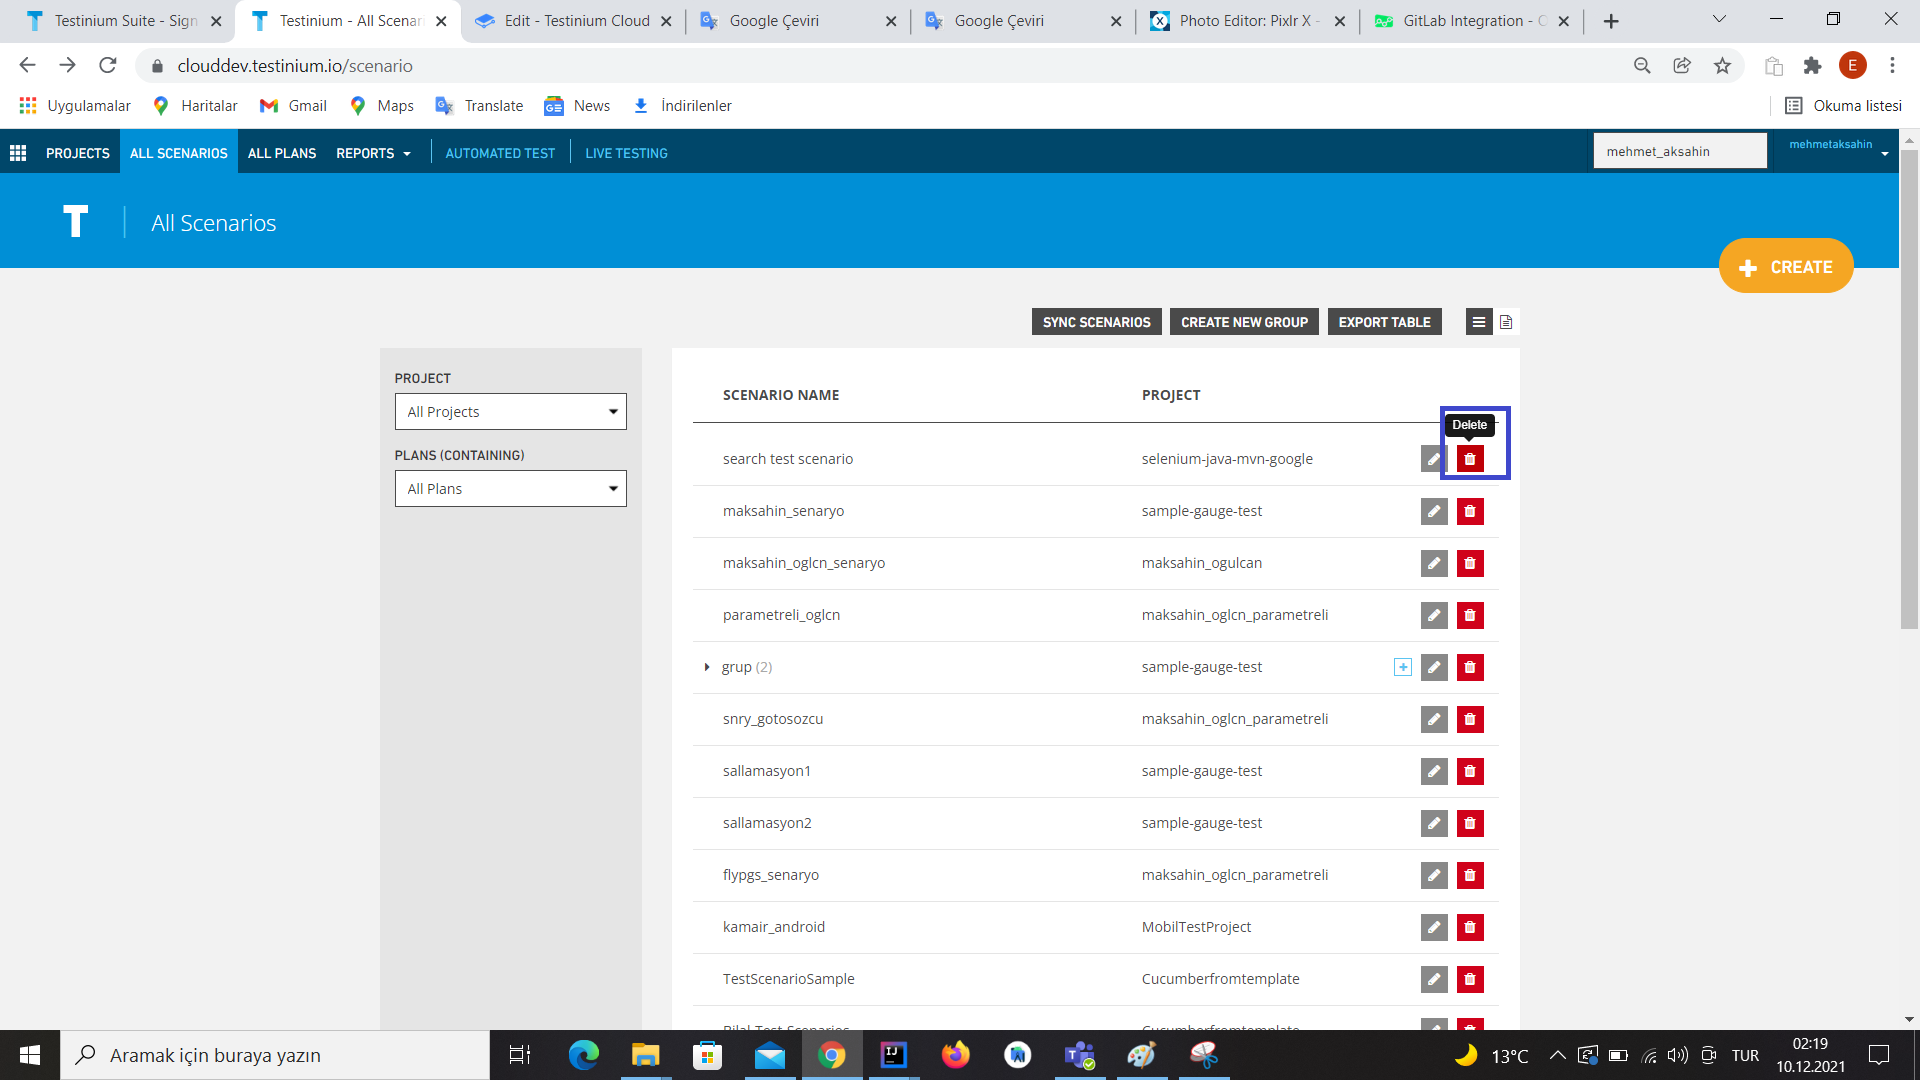 Testinium Suite - Sign
Testinium - All Scenar
Edit - Testinium Cloud
Google Çeviri
Google Çeviri
Photo Editor: Pixlr X -
GitLab Integration - C
clouddev.testinium.io/scenario
E
Uygulamalar
Haritalar
Gmail
Maps
Translate
News
İndirilenler
Okuma listesi
PROJECTS
ALL SCENARIOS
ALL PLANS
REPORTS
AUTOMATED TEST
LIVE TESTING
mehmet_aksahin
mehmetaksahin
T
All Scenarios
CREATE
SYNC SCENARIOS
CREATE NEW GROUP
EXPORT TABLE
PROJECT
All Projects
PLANS (CONTAINING)
All Plans
SCENARIO NAME PROJECT
Delete
search test scenario selenium-java-mvn-google
maksahin_senaryo sample-gauge-test
maksahin_oglcn_senaryo maksahin_ogulcan
parametreli_oglcn maksahin_oglcn_parametreli
grup (2) sample-gauge-test
snry_gotosozcu maksahin_oglcn_parametreli
sallamasyon1 sample-gauge-test
sallamasyon2 sample-gauge-test
flypgs_senaryo maksahin_oglcn_parametreli
kamair_android MobilTestProject
TestScenarioSample Cucumberfromtemplate
Bilal Test Scenarios Cucumberfromtemplate
Aramak için buraya yazın
13°C
TUR
02:19
10.12.2021